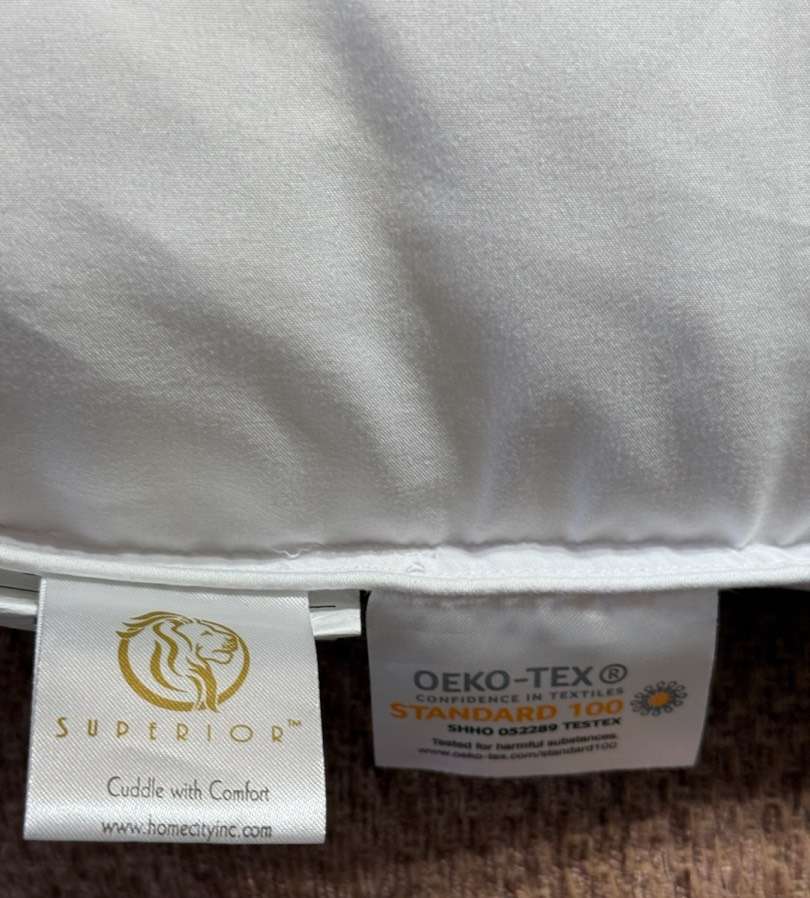 SUPERIOR™
Cuddle with Comfort
www.homecityinc.com
OEKO-TEX®
CONFIDENCE IN TEXTILES
STANDARD 100
SHHO 052289 TESTEX
Tested for harmful substances.
www.oeko-tex.com/standard100